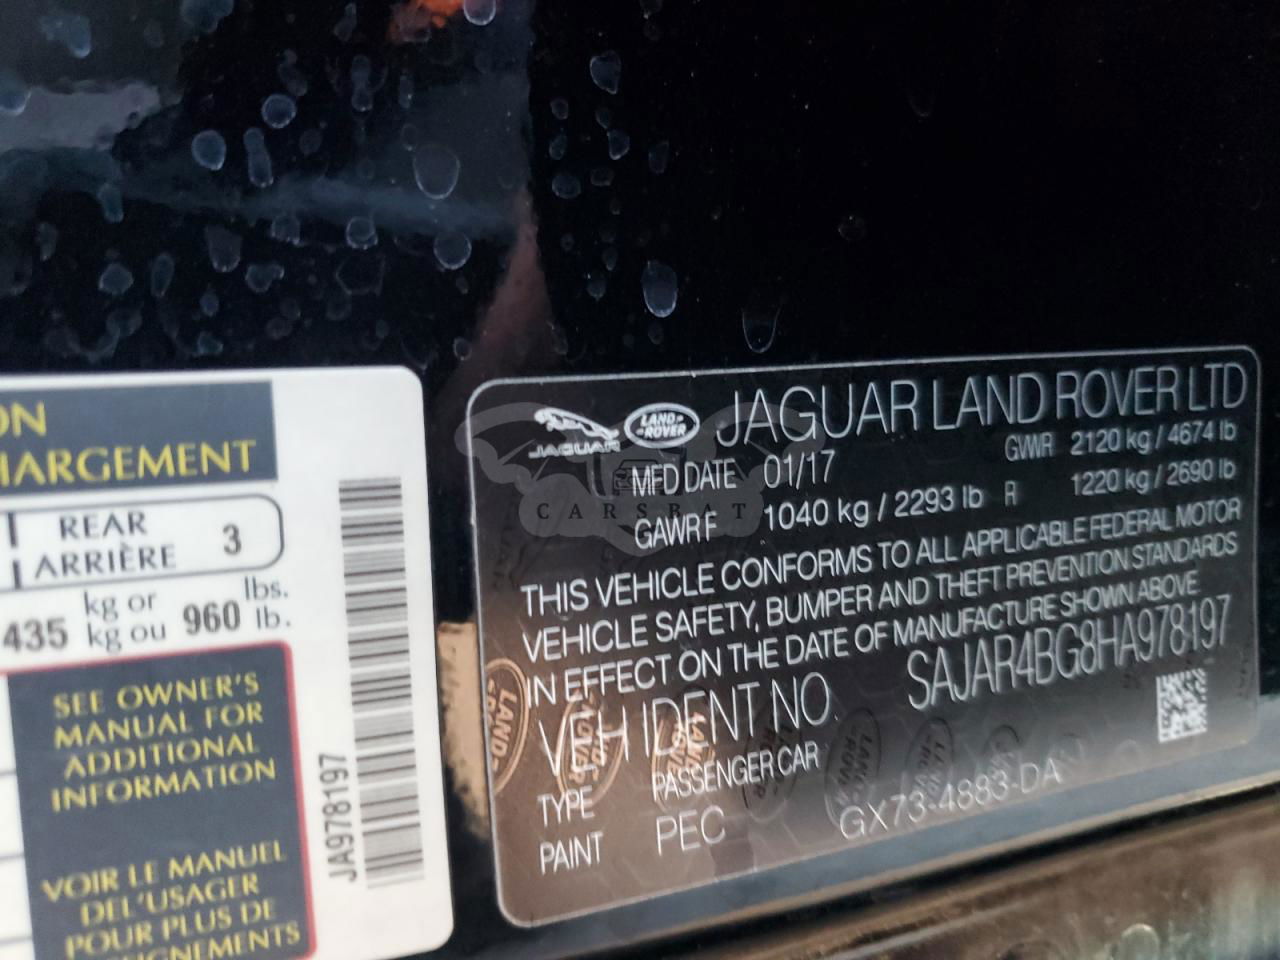 ON
HARGEMENT
REAR
ARRIÈRE
3
435 kg or
kg ou 960 lbs.
lb.
SEE OWNER'S
MANUAL FOR
ADDITIONAL
INFORMATION
VOIR LE MANUEL
DEL'USAGER
POUR PLUS DE
JA978197
JAGUAR
LAND-
-ROVER
JAGUAR LAND ROVER LTD
MFD DATE 01/17 GWWR 2120 kg / 4674 lb
GAWR F 1040 kg / 2293 lb R 1220 kg / 2690 lb
THIS VEHICLE CONFORMS TO ALL APPLICABLE FEDERAL MOTOR
VEHICLE SAFETY, BUMPER AND THEFT PREVENTION STANDARDS
IN EFFECT ON THE DATE OF MANUFACTURE SHOWN ABOVE
VEH IDENT NO. SAJAR4BG8HA978197
TYPE PASSENGER CAR
PAINT PEC GX73-4883-DA
CARSBAT